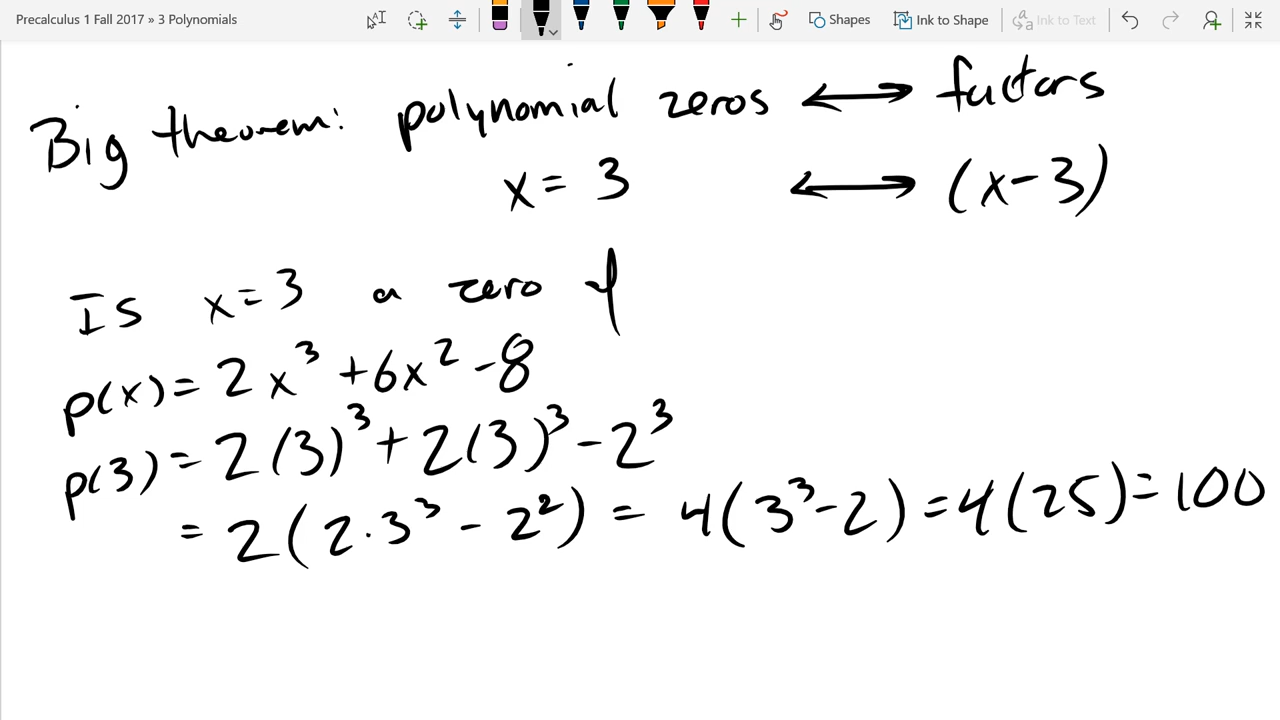 Precalculus 1 Fall 2017 » 3 Polynomials
Shapes
Ink to Shape
Ink to Text
Big theorem: polynomial zeros ⟷ factors
x = 3 ⟷ (x-3)
Is x=3 a zero of
p(x) = 2x³ +6x² -8
p(3) = 2(3)³ + 2(3)³ - 2³
= 2(2·3³ - 2²) = 4(3³-2) = 4(25) = 100